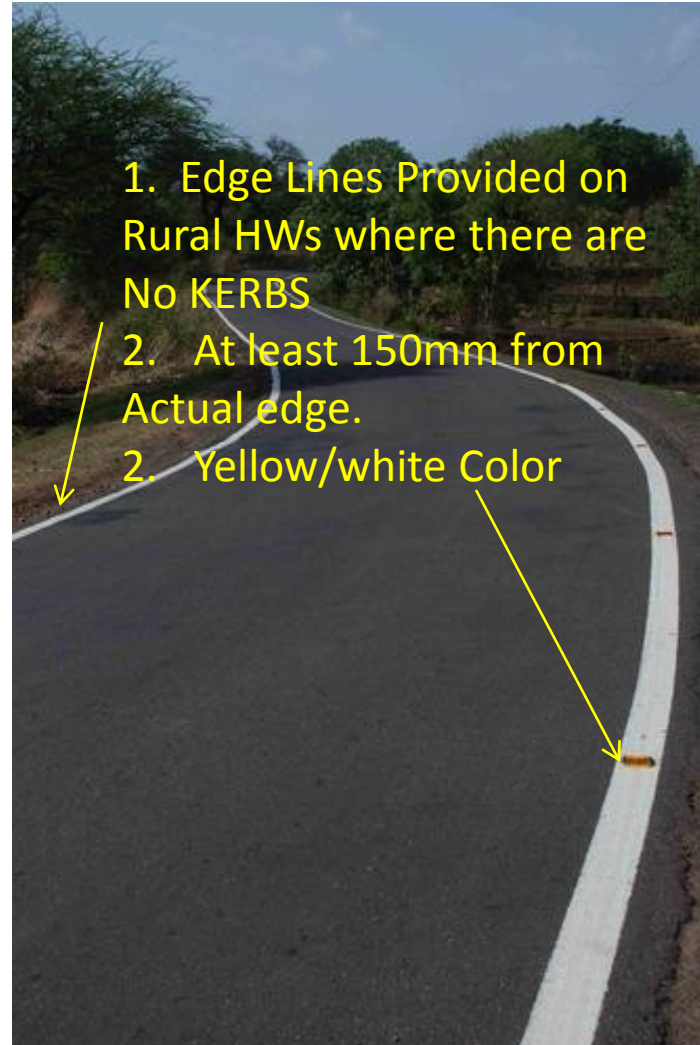 1. Edge Lines Provided on
Rural HWs where there are
No KERBS
2. At least 150mm from
Actual edge.
2. Yellow/white Color